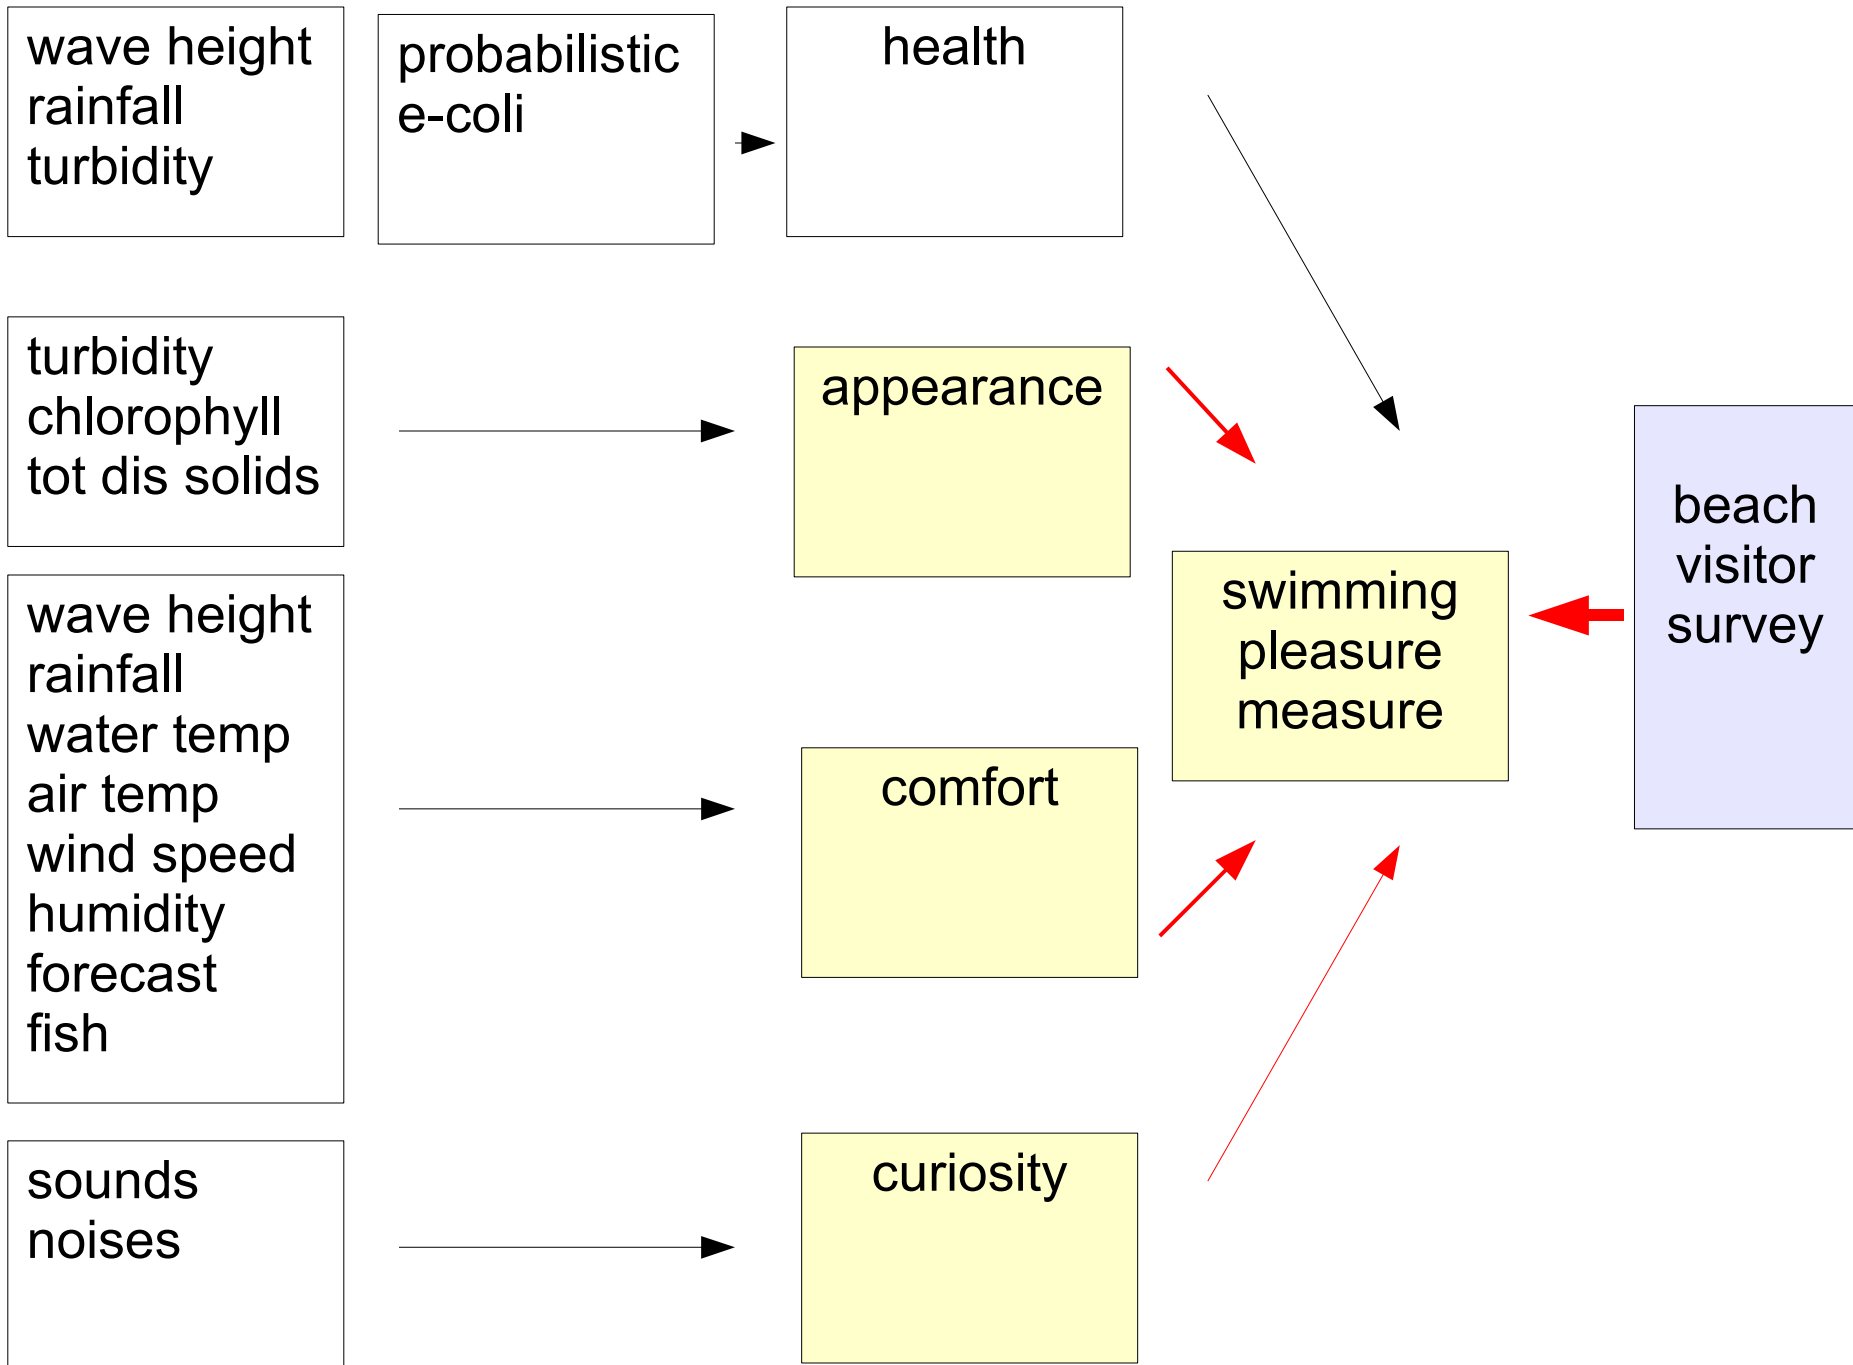 wave height
rainfall
turbidity
probabilistic
e-coli
health
turbidity
chlorophyll
tot dis solids
appearance
wave height
rainfall
water temp
air temp
wind speed
humidity
forecast
fish
comfort
swimming
pleasure
measure
beach
visitor
survey
sounds
noises
curiosity